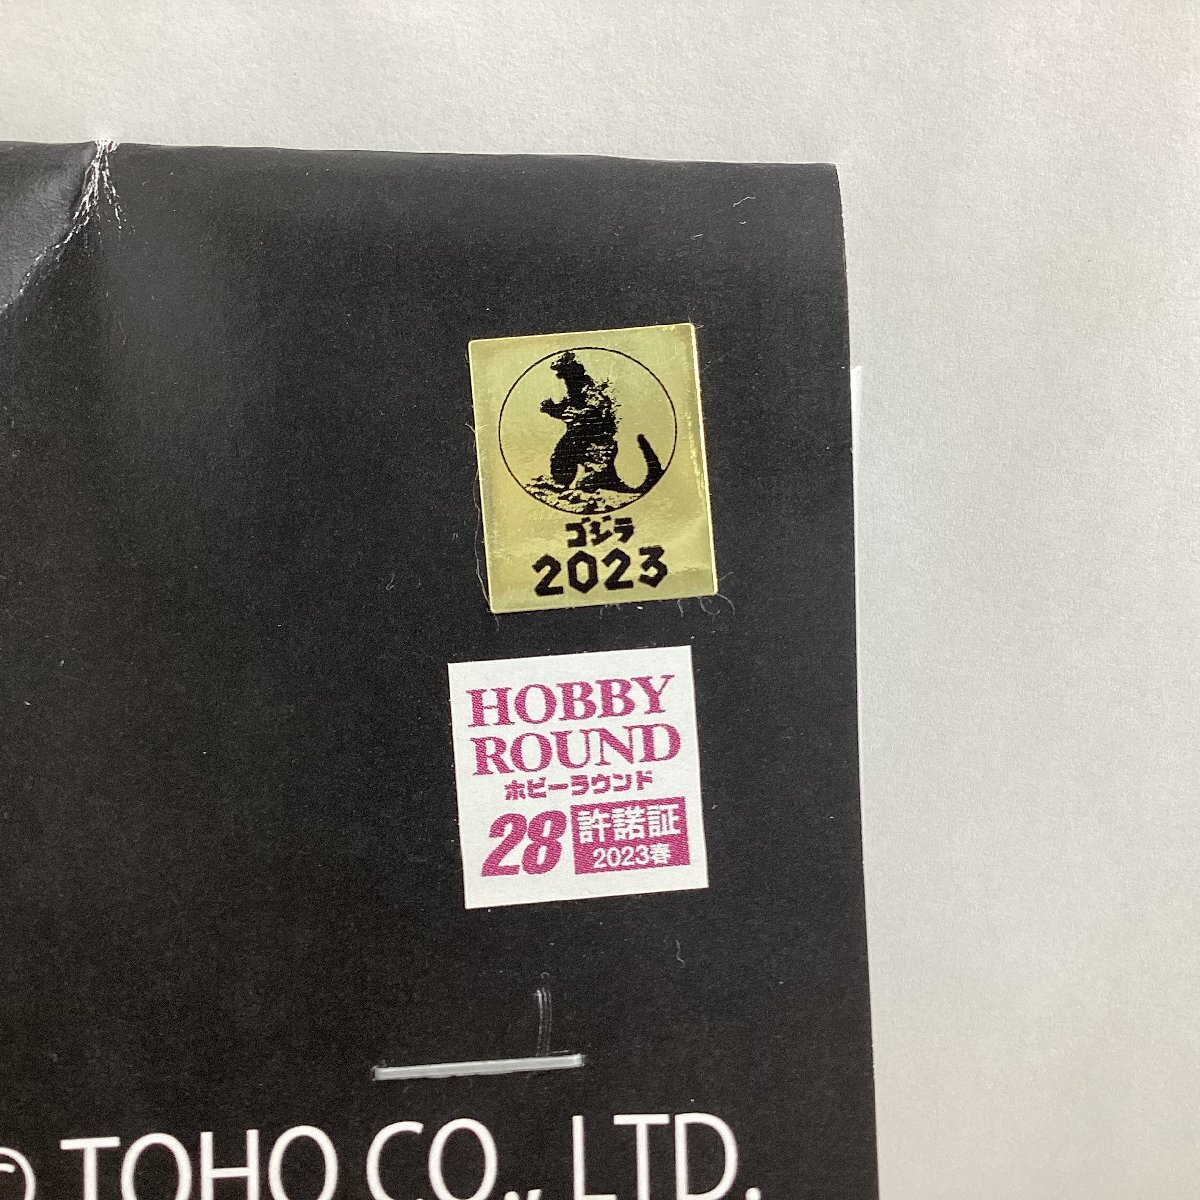 ゴジラ
2023
HOBBY
ROUND
ホビーラウンド
28
許諾証
2023春
© TOHO CO., LTD.